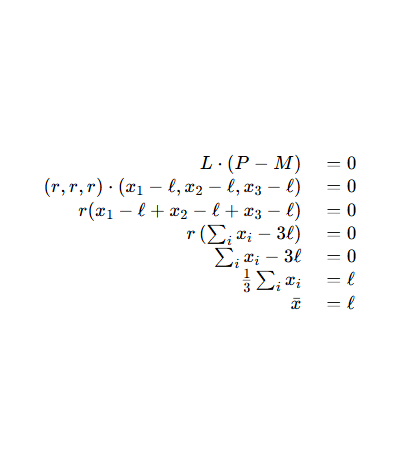 L · (P − M) = 0
(r, r, r) · (x₁ − ℓ, x₂ − ℓ, x₃ − ℓ) = 0
r(x₁ − ℓ + x₂ − ℓ + x₃ − ℓ) = 0
r (∑ᵢ xᵢ − 3ℓ) = 0
∑ᵢ xᵢ − 3ℓ = 0
⅓ ∑ᵢ xᵢ = ℓ
x̄ = ℓ